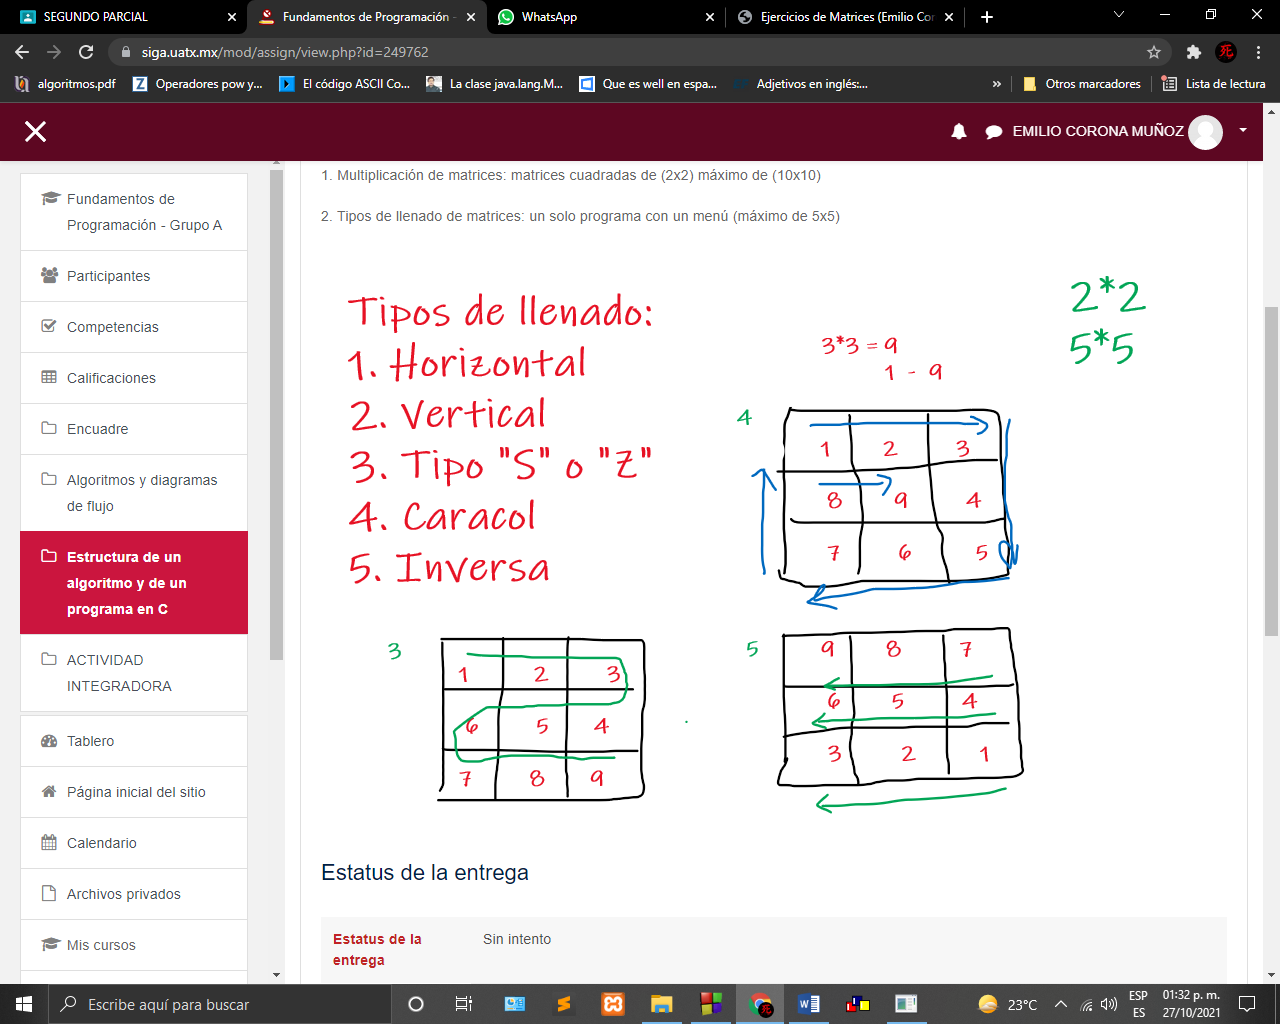 SEGUNDO PARCIAL
Fundamentos de Programación -
WhatsApp
Ejercicios de Matrices (Emilio Cor
siga.uatx.mx/mod/assign/view.php?id=249762
algoritmos.pdf
Operadores pow y...
El código ASCII Co...
La clase java.lang.M...
Que es well en espa...
Adjetivos en inglés:...
»
Otros marcadores
Lista de lectura
EMILIO CORONA MUÑOZ
Fundamentos de
Programación - Grupo A
Participantes
Competencias
Calificaciones
Encuadre
Algoritmos y diagramas
de flujo
Estructura de un
algoritmo y de un
programa en C
ACTIVIDAD
INTEGRADORA
Tablero
Página inicial del sitio
Calendario
Archivos privados
Mis cursos
1. Multiplicación de matrices: matrices cuadradas de (2x2) máximo de (10x10)
2. Tipos de llenado de matrices: un solo programa con un menú (máximo de 5x5)
Tipos de llenado:
1. Horizontal
2. Vertical
3. Tipo "S" o "Z"
4. Caracol
5. Inversa
3*3 = 9
1 - 9
2*2
5*5
4
1 2 3
8 9 4
7 6 5
3
1 2 3
6 5 4
7 8 9
5
9 8 7
6 5 4
3 2 1
Estatus de la entrega
Estatus de la
entrega
Sin intento
Escribe aquí para buscar
23°C
ESP
ES
01:32 p. m.
27/10/2021